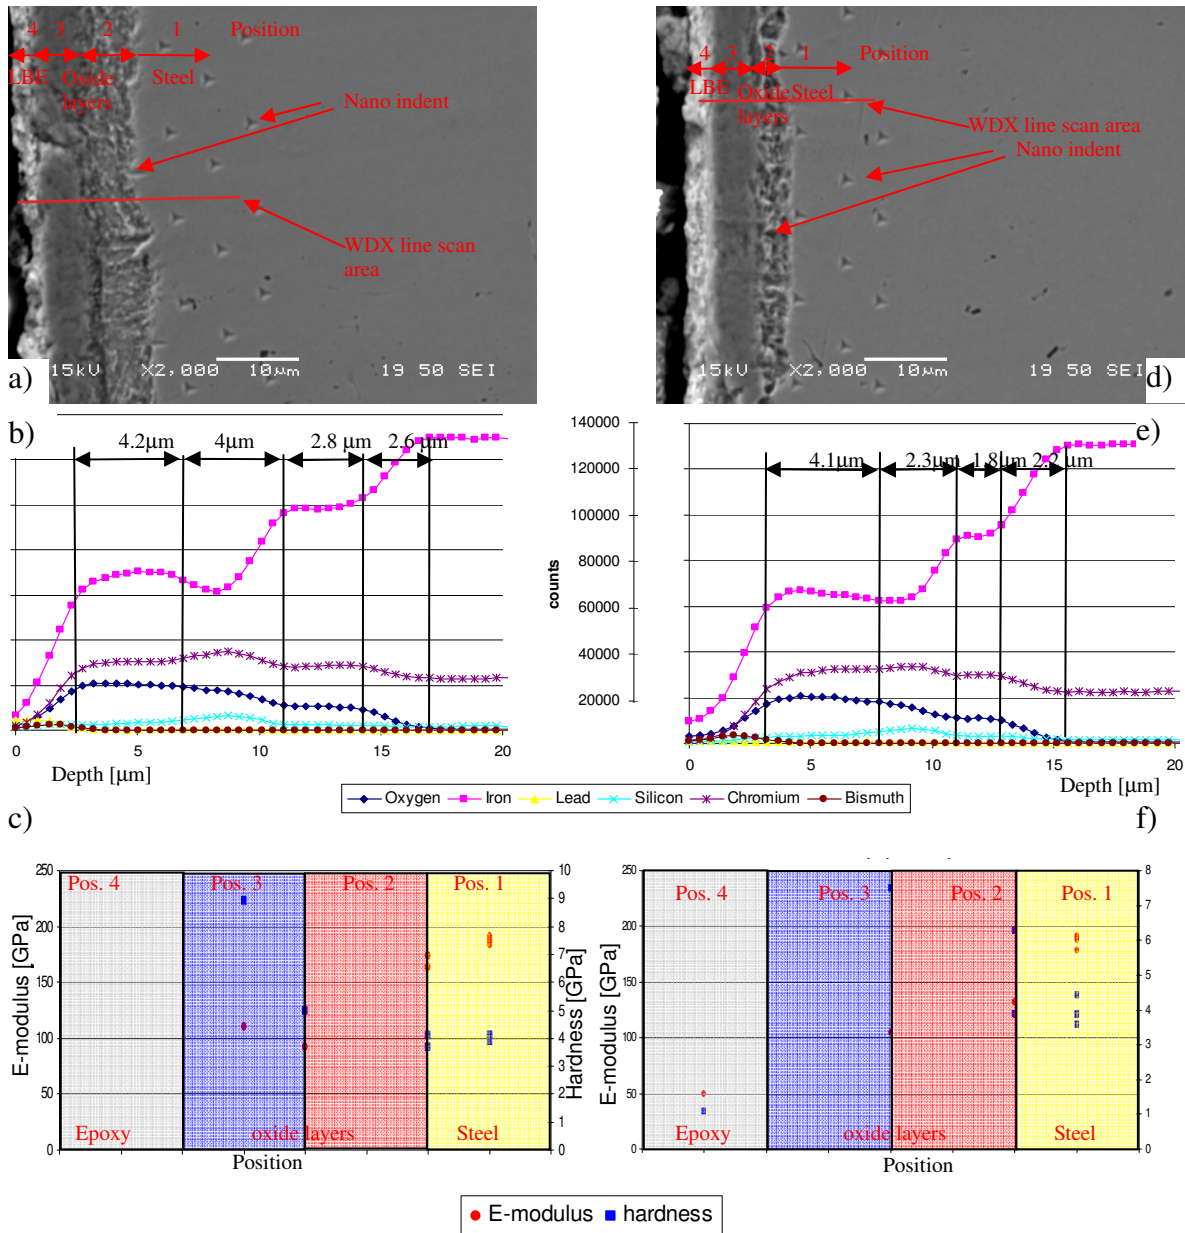 4 3 2 1 Position
LBE Oxide layers Steel
Nano indent
WDX line scan area
15kV X2,000 10µm 19 50 SEI
a)
4 3 2 1 Position
LBE Oxide layers Steel
WDX line scan area
Nano indent
15kV X2,000 10µm 19 50 SEI
d)
b)
4.2µm 4µm 2.8 µm 2.6 µm
0 5 10 15 20
Depth [µm]
e)
140000
120000
100000
80000
60000
40000
20000
counts
4.1µm 2.3µm 1.8µm 2.2 µm
0 5 10 15 20
Depth [µm]
Oxygen Iron Lead Silicon Chromium Bismuth
c)
250
200
150
100
50
0
E-modulus [GPa]
Pos. 4 Pos. 3 Pos. 2 Pos. 1
Epoxy oxide layers Steel
10
9
8
7
6
5
4
3
2
1
0
Hardness [GPa]
Position
f)
250
200
150
100
50
0
E-modulus [GPa]
Pos. 4 Pos. 3 Pos. 2 Pos. 1
Epoxy oxide layers Steel
8
7
6
5
4
3
2
1
0
Position
E-modulus hardness